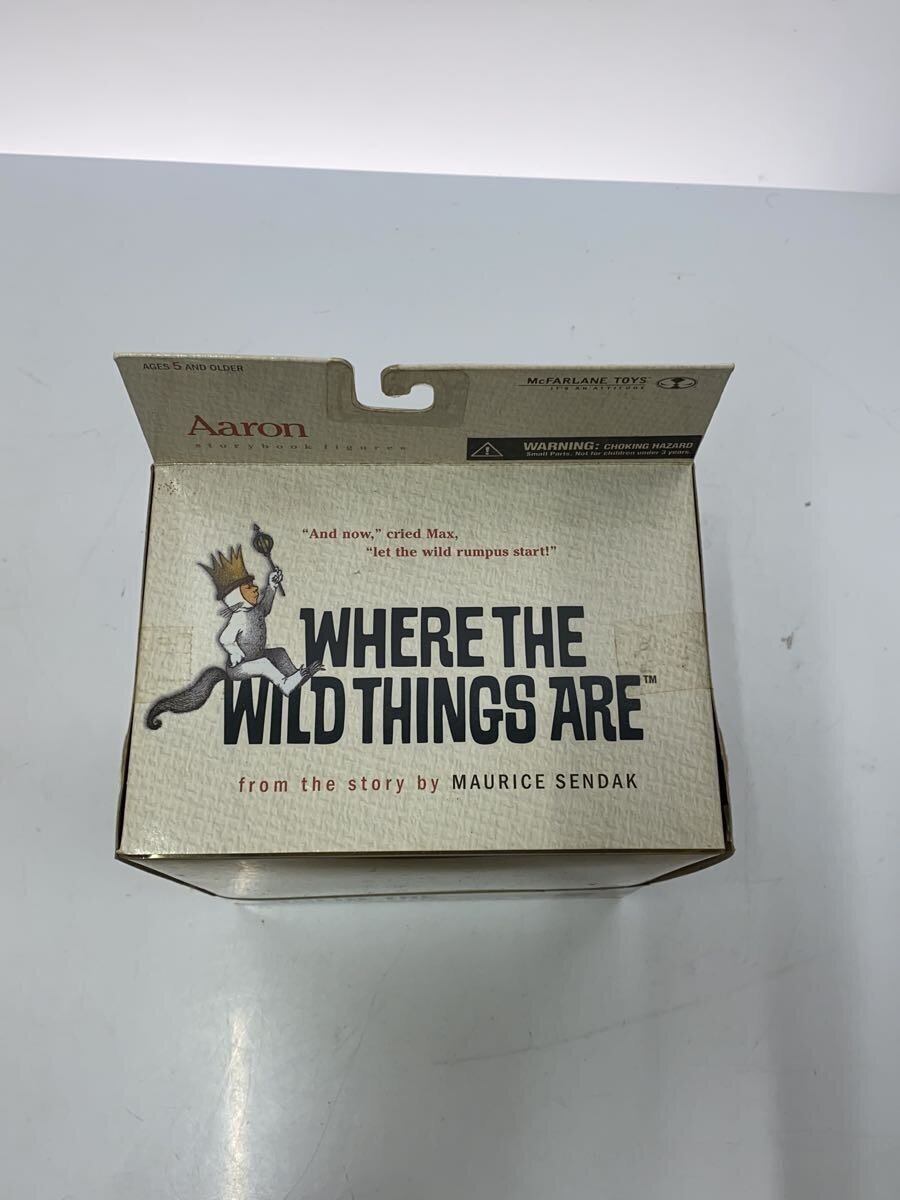 AGES 5 AND OLDER
McFARLANE TOYS™
IT'S AN ATTITUDE
Aaron
storybook figures
WARNING: CHOKING HAZARD
Small Parts. Not for children under 3 years.
“And now,” cried Max,
“let the wild rumpus start!”
WHERE THE
WILD THINGS ARE™
from the story by MAURICE SENDAK